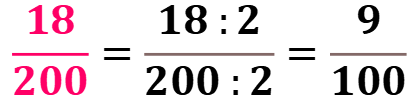 18/200 = 18 : 2/200 : 2 = 9/100